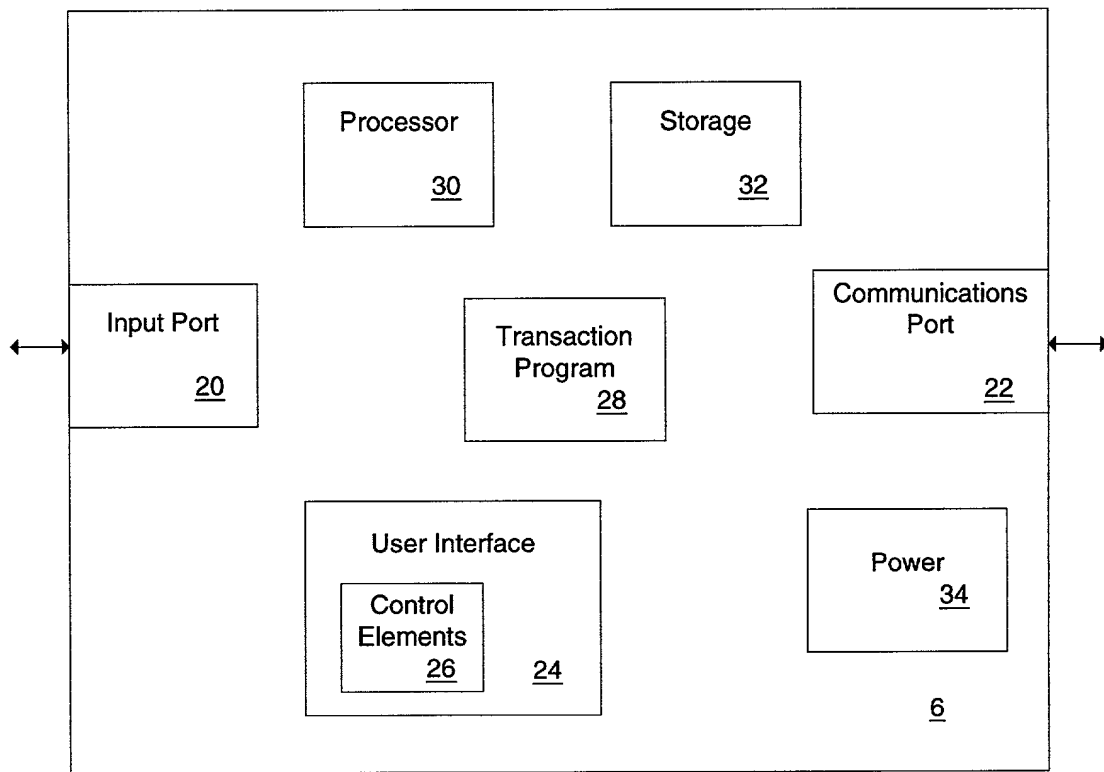 Processor
30
Storage
32
Input Port
20
Transaction
Program
28
Communications
Port
22
User Interface
Control
Elements
26
24
Power
34
6